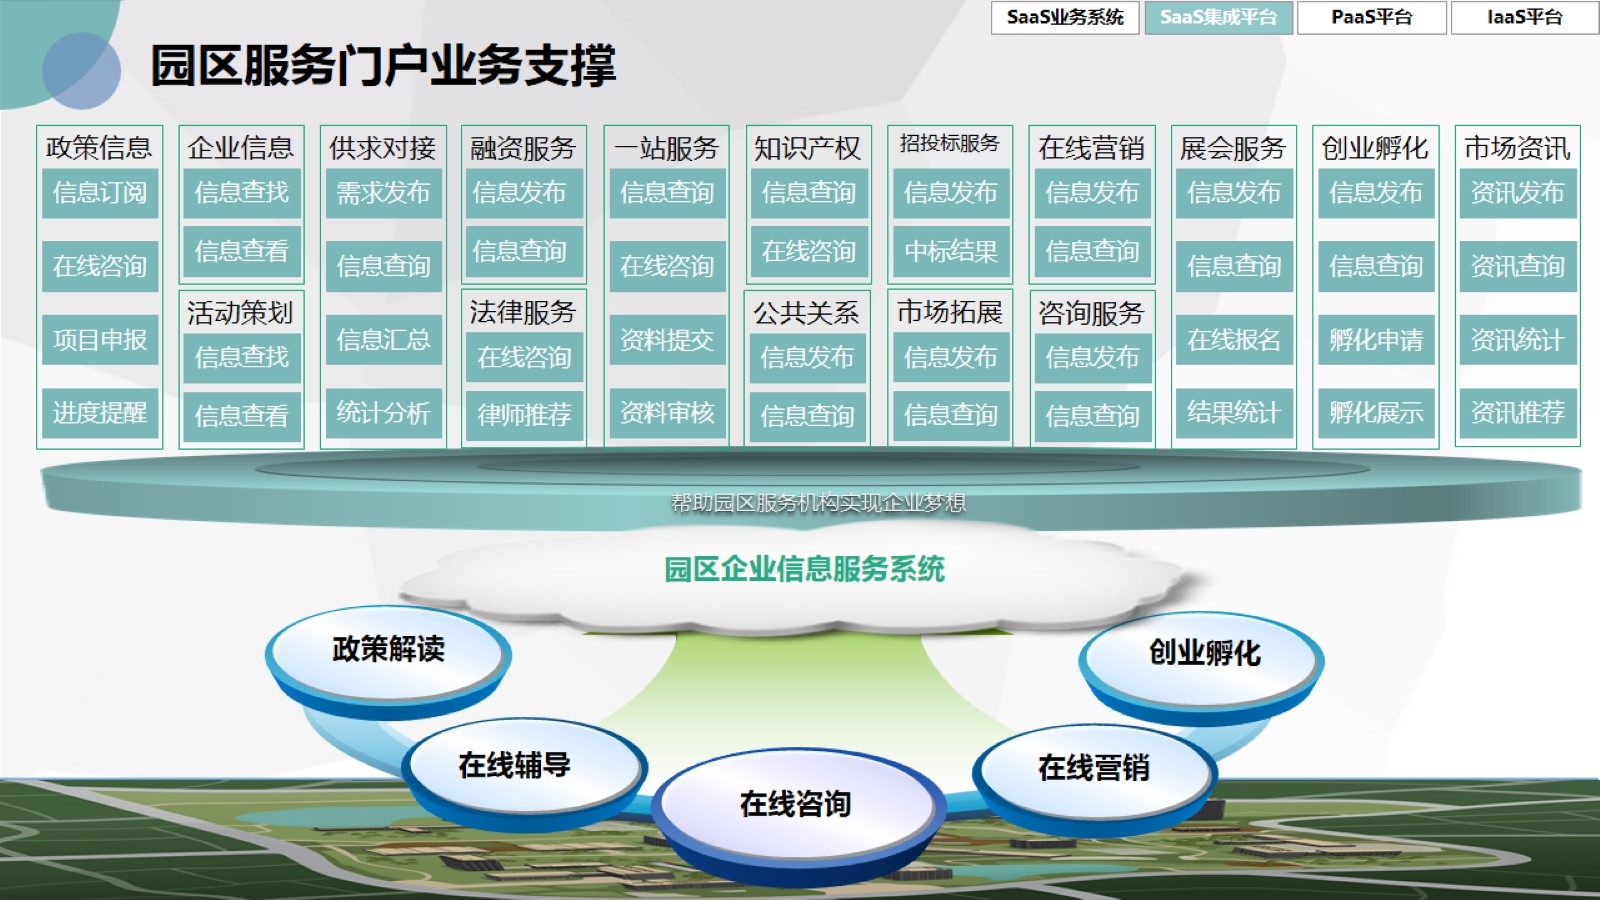 SaaS业务系统
SaaS集成平台
PaaS平台
IaaS平台
园区服务门户业务支撑
政策信息
信息订阅
在线咨询
项目申报
进度提醒
企业信息
信息查找
信息查看
活动策划
信息查找
信息查看
供求对接
需求发布
信息查询
信息汇总
统计分析
融资服务
信息发布
信息查询
法律服务
在线咨询
律师推荐
一站服务
信息查询
在线咨询
资料提交
资料审核
知识产权
信息查询
在线咨询
公共关系
信息发布
信息查询
招投标服务
信息发布
中标结果
市场拓展
信息发布
信息查询
在线营销
信息发布
信息查询
咨询服务
信息发布
信息查询
展会服务
信息发布
信息查询
在线报名
结果统计
创业孵化
信息发布
信息查询
孵化申请
孵化展示
市场资讯
资讯发布
资讯查询
资讯统计
资讯推荐
帮助园区服务机构实现企业梦想
园区企业信息服务系统
政策解读
创业孵化
在线辅导
在线营销
在线咨询